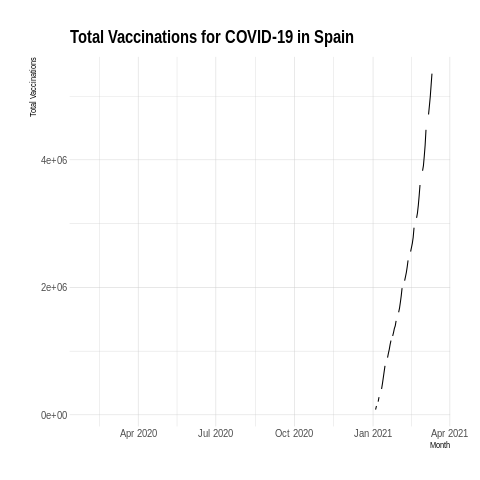 Total Vaccinations for COVID-19 in Spain
Total Vaccinations
4e+06
2e+06
0e+00
Apr 2020 Jul 2020 Oct 2020 Jan 2021 Apr 2021
Month